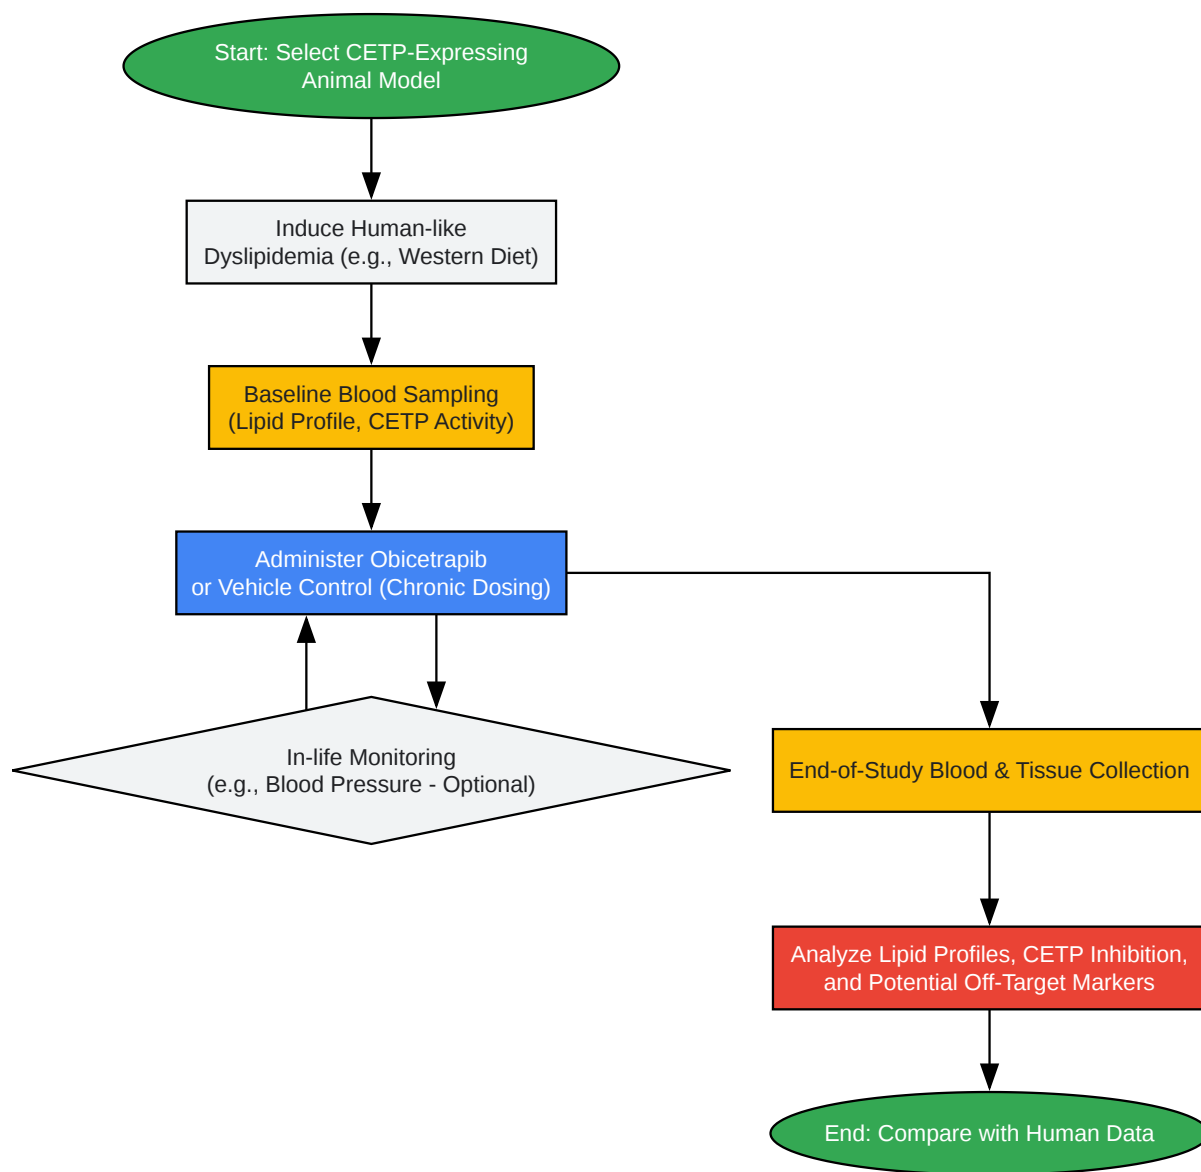 Start: Select CETP-Expressing
Animal Model
Induce Human-like
Dyslipidemia (e.g., Western Diet)
Baseline Blood Sampling
(Lipid Profile, CETP Activity)
Administer Obicetrapib
or Vehicle Control (Chronic Dosing)
In-life Monitoring
(e.g., Blood Pressure - Optional)
End-of-Study Blood & Tissue Collection
Analyze Lipid Profiles, CETP Inhibition,
and Potential Off-Target Markers
End: Compare with Human Data